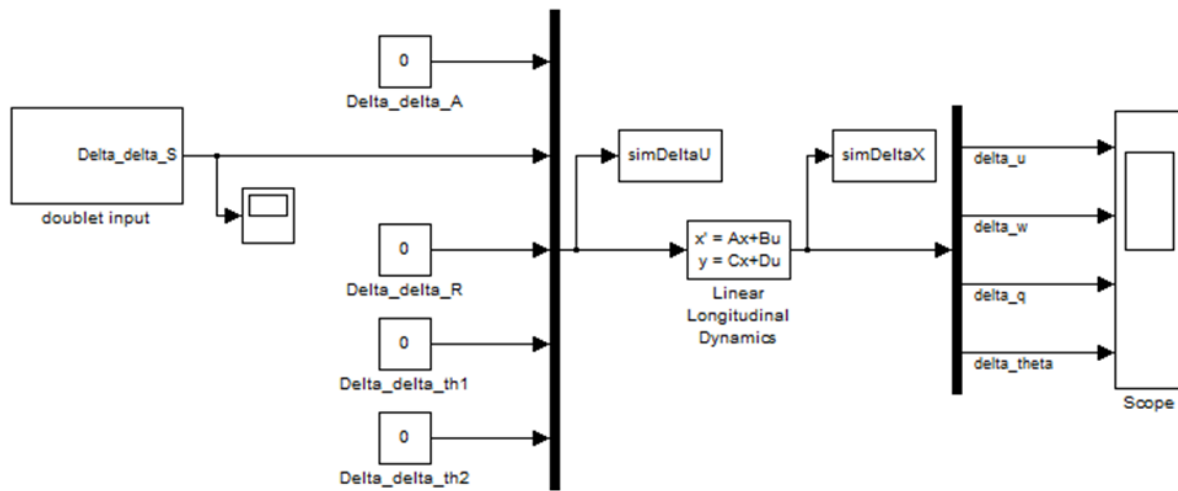 0
Delta_delta_A
Delta_delta_S
doublet input
simDeltaU
simDeltaX
delta_u
delta_w
0
Delta_delta_R
x' = Ax+Bu
y = Cx+Du
Linear
Longitudinal
Dynamics
delta_q
0
Delta_delta_th1
delta_theta
Scope
0
Delta_delta_th2